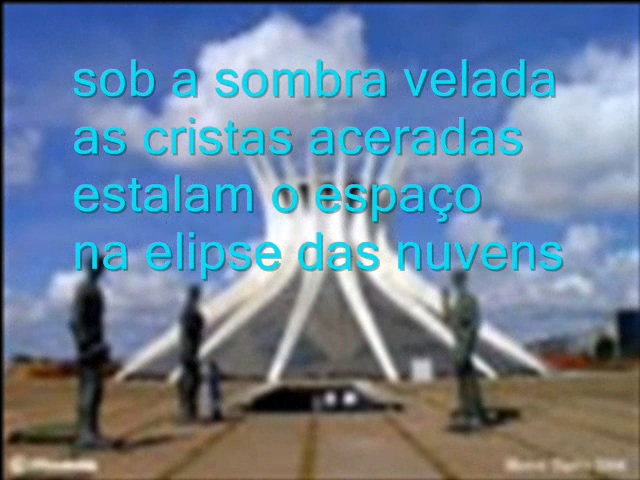 sob a sombra velada
as cristas aceradas
estalam o espaço
na elipse das nuvens